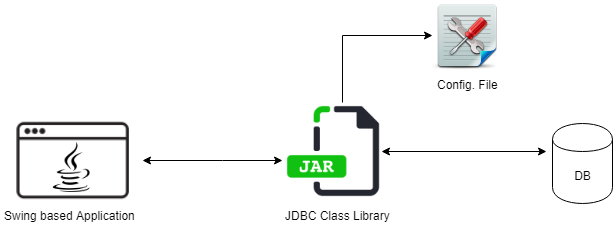 Config. File
JAR
DB
Swing based Application
JDBC Class Library